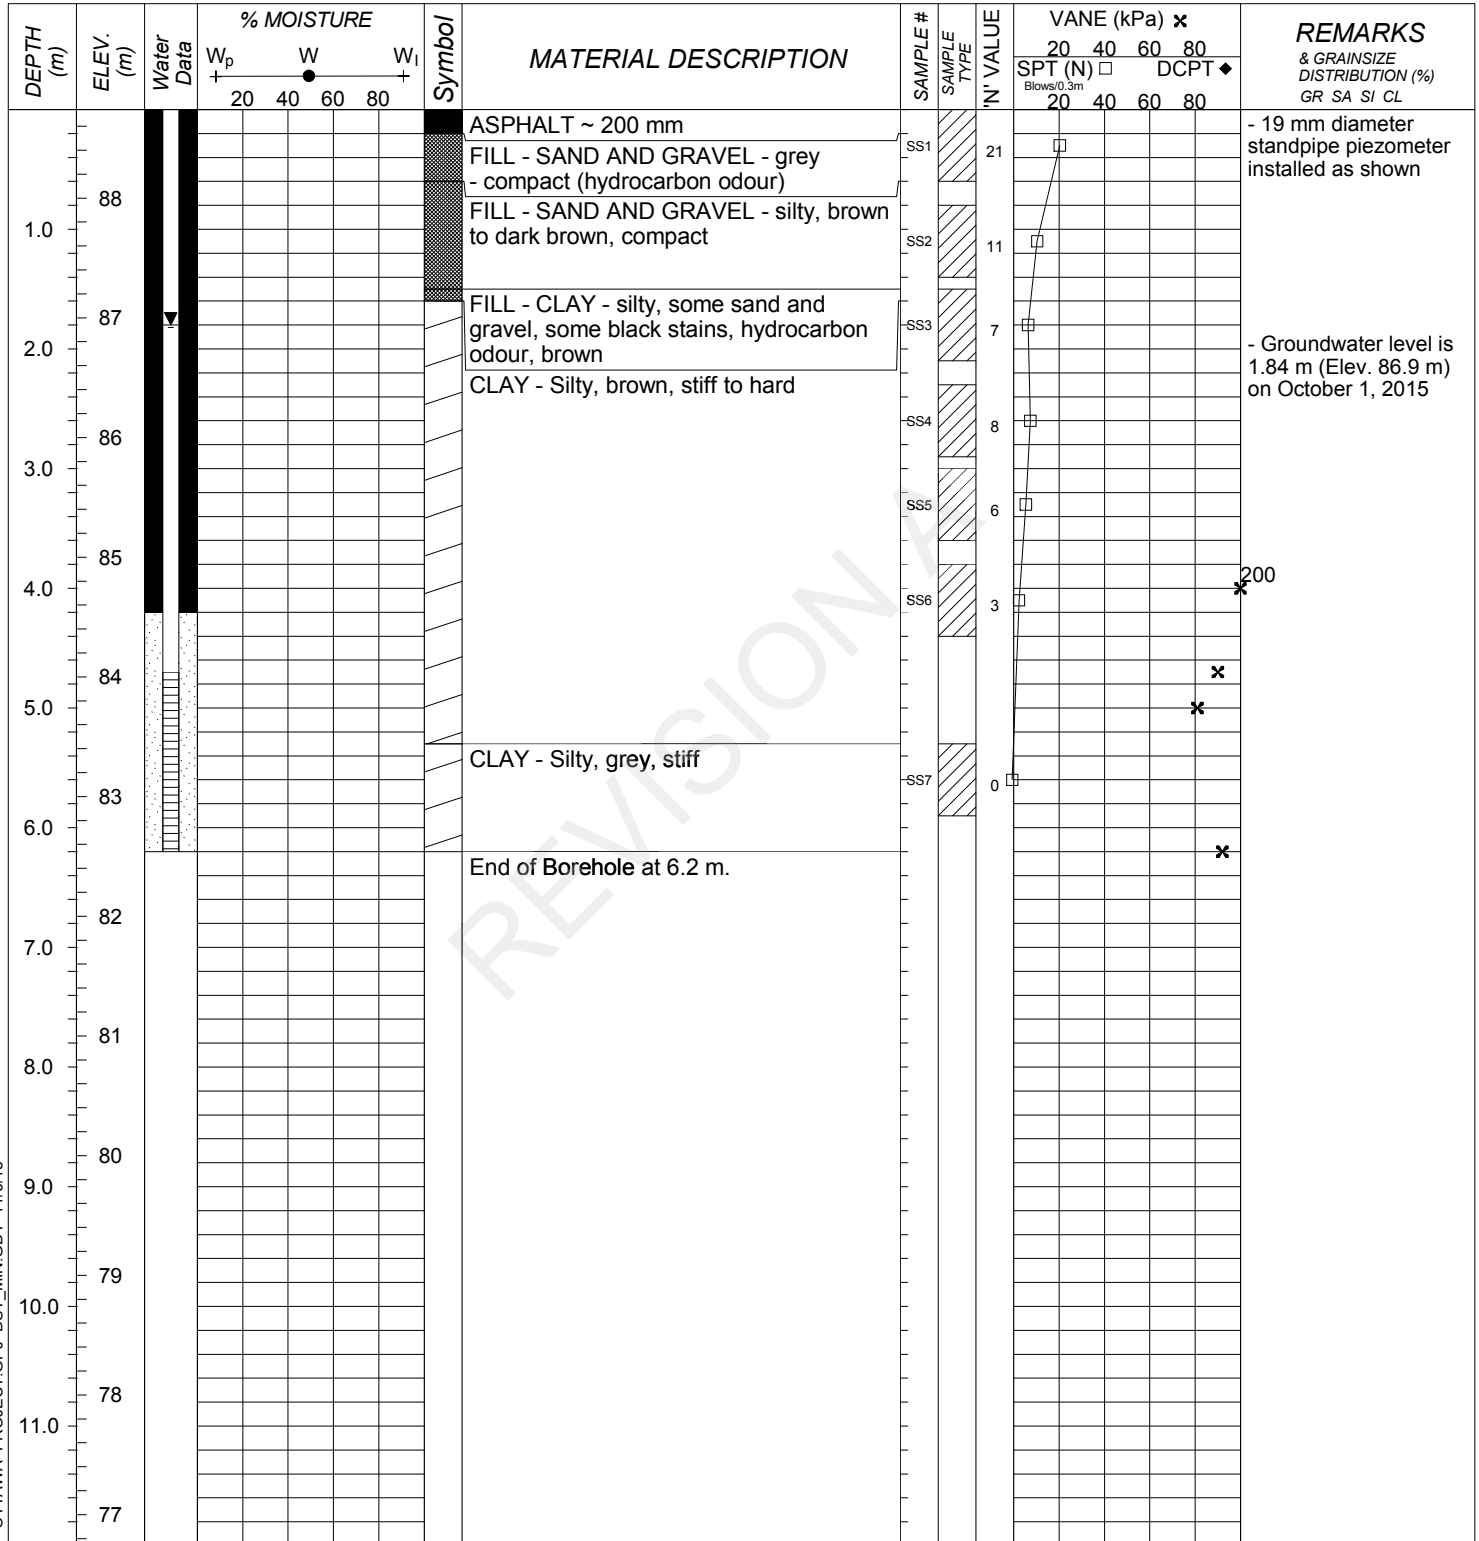 DEPTH (m)
ELEV. (m)
Water Data
% MOISTURE
Wp W Wl
20 40 60 80
Symbol
MATERIAL DESCRIPTION
SAMPLE #
SAMPLE TYPE
'N' VALUE
VANE (kPa) ✖
20 40 60 80
SPT (N) □ DCPT ◆
Blows/0.3m
20 40 60 80
REMARKS
& GRAINSIZE
DISTRIBUTION (%)
GR SA SI CL
ASPHALT ~ 200 mm
FILL - SAND AND GRAVEL - grey
- compact (hydrocarbon odour)
FILL - SAND AND GRAVEL - silty, brown
to dark brown, compact
FILL - CLAY - silty, some sand and
gravel, some black stains, hydrocarbon
odour, brown
CLAY - Silty, brown, stiff to hard
CLAY - Silty, grey, stiff
End of Borehole at 6.2 m.
1.0
2.0
3.0
4.0
5.0
6.0
7.0
8.0
9.0
10.0
11.0
88
87
86
85
84
83
82
81
80
79
78
77
SS1 21
SS2 11
SS3 7
SS4 8
SS5 6
SS6 3
SS7 0
200
- 19 mm diameter
standpipe piezometer
installed as shown
- Groundwater level is
1.84 m (Elev. 86.9 m)
on October 1, 2015
REVISION A